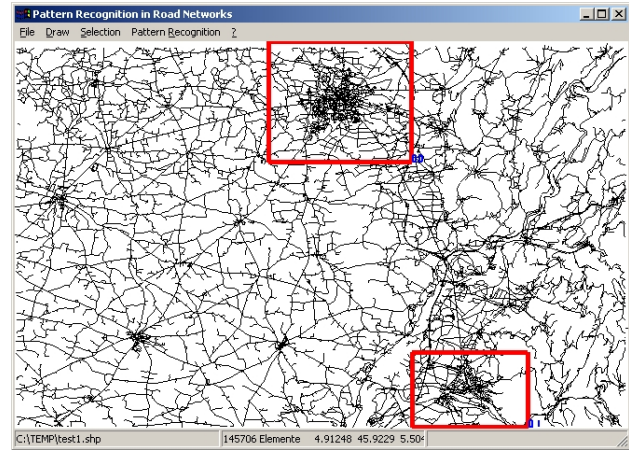 Pattern Recognition in Road Networks
File Draw Selection Pattern Recognition ?
C:\TEMP\test1.shp 145706 Elemente 4.91248 45.9229 5.504